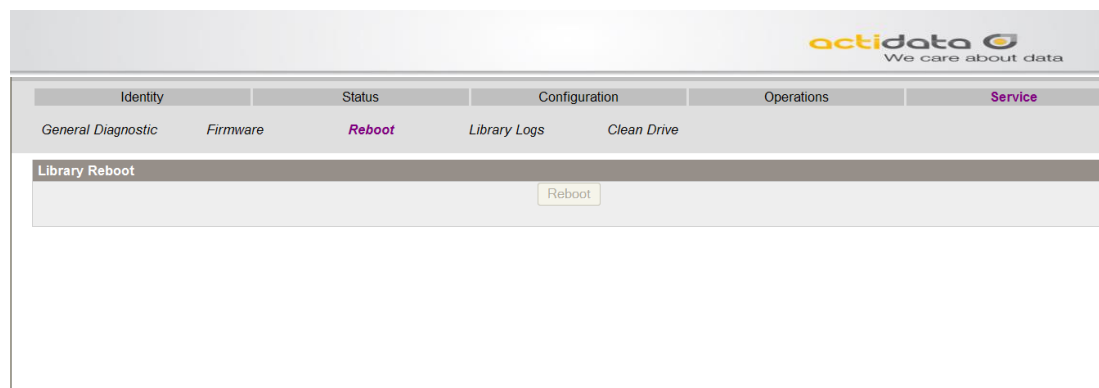 actidata
We care about data
Identity Status Configuration Operations Service
General Diagnostic Firmware Reboot Library Logs Clean Drive
Library Reboot
Reboot